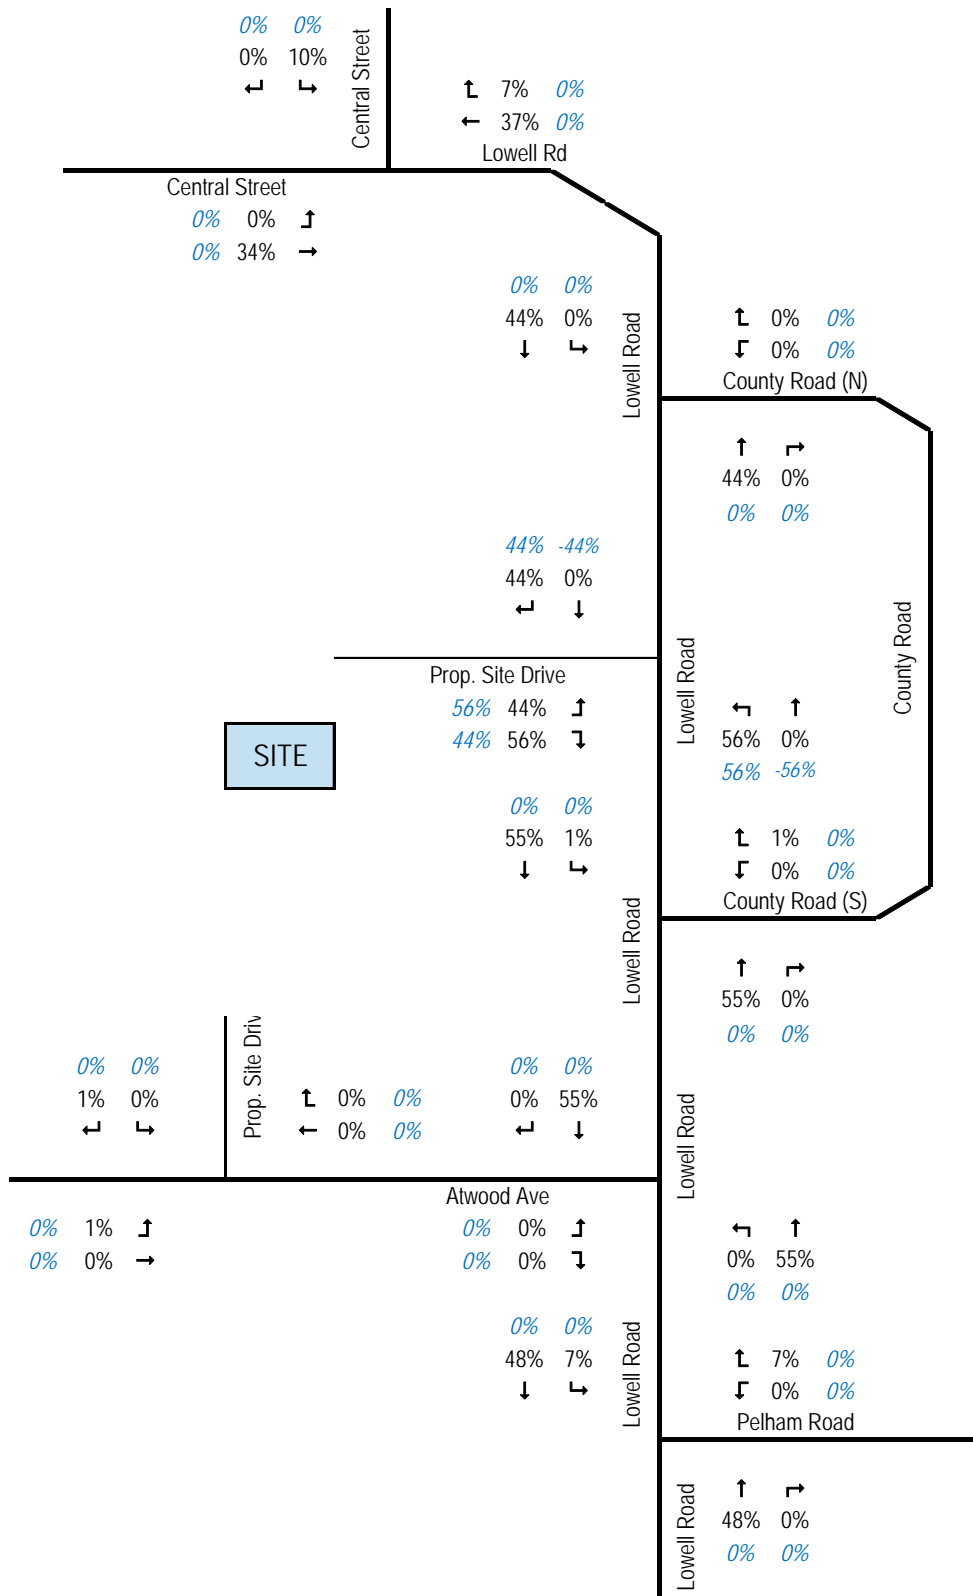 0% 0%
0% 10%
Central Street
7% 0%
37% 0%
Lowell Rd
Central Street
0% 0%
0% 34%
0% 0%
44% 0%
Lowell Road
0% 0%
0% 0%
County Road (N)
44% 0%
0% 0%
44% -44%
44% 0%
County Road
Prop. Site Drive
56% 44%
44% 56%
Lowell Road
56% 0%
56% -56%
SITE
0% 0%
55% 1%
1% 0%
0% 0%
County Road (S)
Lowell Road
55% 0%
0% 0%
Prop. Site Driv
0% 0%
1% 0%
0% 0%
0% 0%
0% 0%
0% 55%
Lowell Road
Atwood Ave
0% 1%
0% 0%
0% 0%
0% 0%
0% 55%
0% 0%
0% 0%
48% 7%
Lowell Road
7% 0%
0% 0%
Pelham Road
Lowell Road
48% 0%
0% 0%